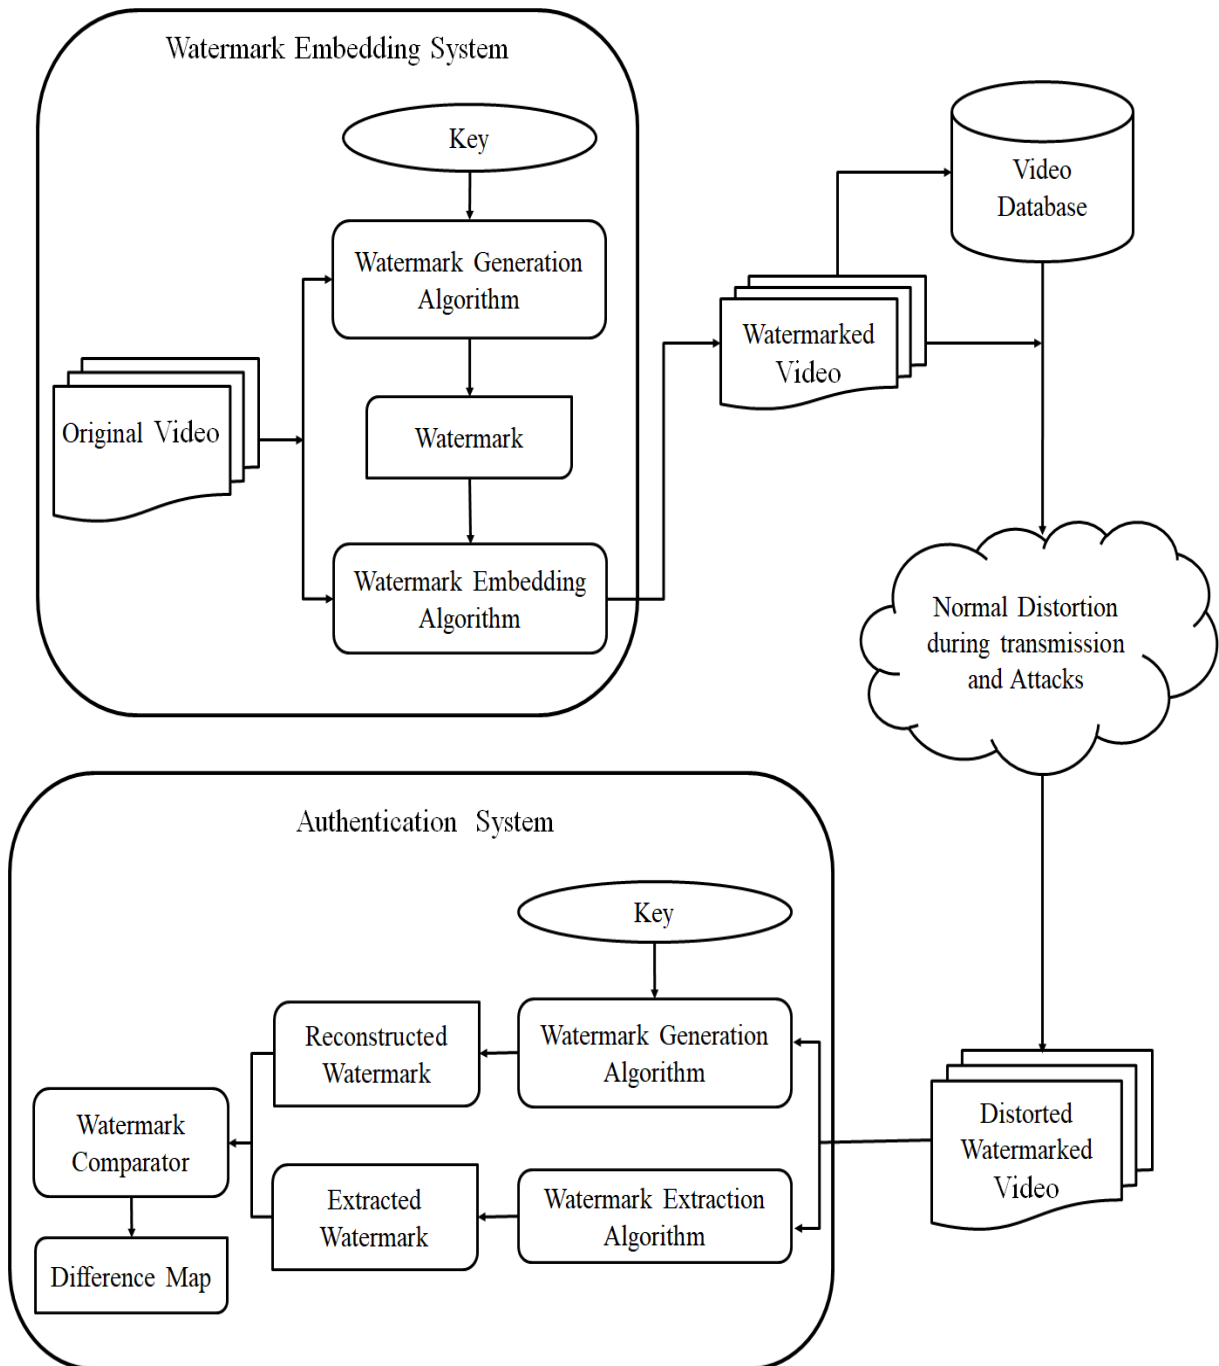 Watermark Embedding System
Key
Watermark Generation
Algorithm
Original Video
Watermark
Watermark Embedding
Algorithm
Watermarked
Video
Video
Database
Normal Distortion
during transmission
and Attacks
Authentication System
Key
Watermark Generation
Algorithm
Reconstructed
Watermark
Watermark
Comparator
Extracted
Watermark
Watermark Extraction
Algorithm
Distorted
Watermarked
Video
Difference Map